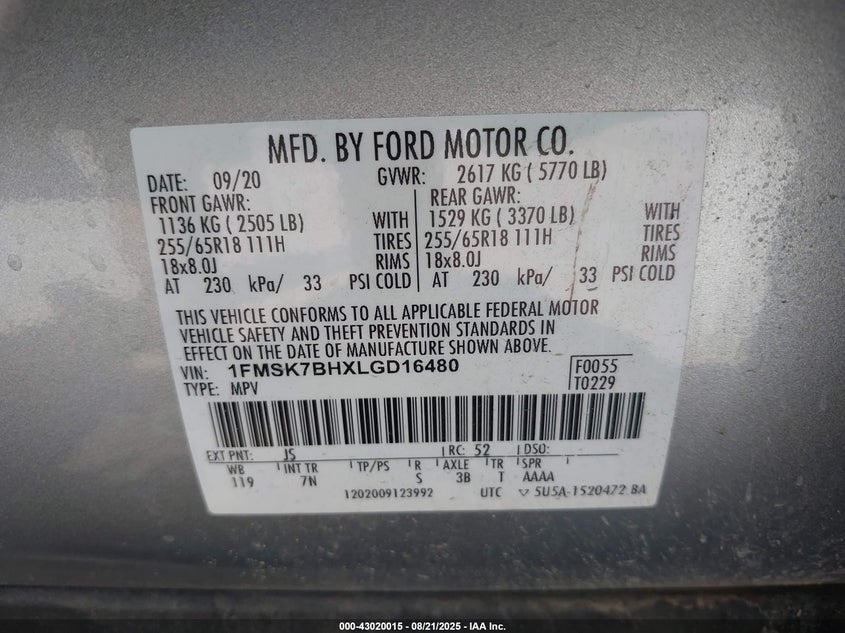 MFD. BY FORD MOTOR CO.
DATE: 09/20 GVWR: 2617 KG ( 5770 LB)
FRONT GAWR: REAR GAWR:
1136 KG ( 2505 LB) WITH 1529 KG ( 3370 LB) WITH
255/65R18 111H TIRES 255/65R18 111H TIRES
18x8.0J RIMS 18x8.0J RIMS
AT 230 kPa/ 33 PSI COLD AT 230 kPa/ 33 PSI COLD
THIS VEHICLE CONFORMS TO ALL APPLICABLE FEDERAL MOTOR
VEHICLE SAFETY AND THEFT PREVENTION STANDARDS IN
EFFECT ON THE DATE OF MANUFACTURE SHOWN ABOVE.
VIN: 1FMSK7BHXLGD16480 F0055
TYPE: MPV T0229
EXT PNT: JS RC: 52 DSO:
WB INT TR TP/PS R AXLE TR SPR
119 7N S 3B T AAAA
1202009123992 UTC 5U5A-1520472 BA
000-43020015 - 08/21/2025 - IAA Inc.